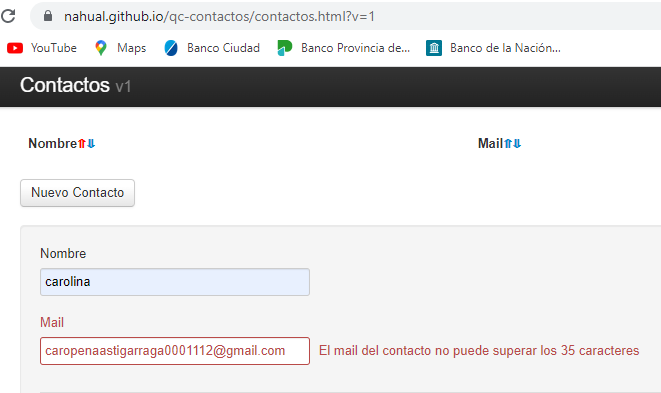 nahual.github.io/qc-contactos/contactos.html?v=1
YouTube Maps Banco Ciudad Banco Provincia de... Banco de la Nación...
Contactos v1
Nombre⇑⇓ Mail⇑⇓
Nuevo Contacto
Nombre
carolina
Mail
caropenaastigarraga0001112@gmail.com El mail del contacto no puede superar los 35 caracteres